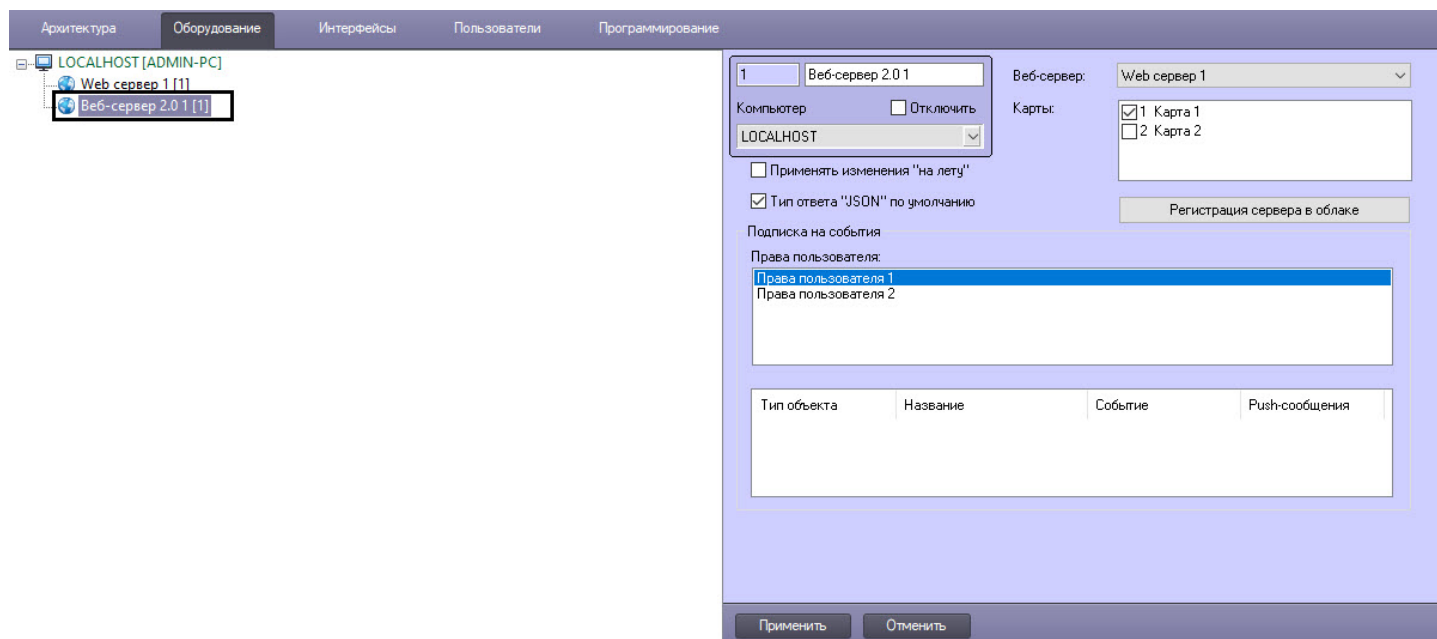 Архитектура Оборудование Интерфейсы Пользователи Программирование
LOCALHOST [ADMIN-PC]
Web сервер 1 [1]
Веб-сервер 2.0 1 [1]
1 Веб-сервер 2.0 1
Компьютер Отключить
LOCALHOST
Применять изменения "на лету"
Тип ответа "JSON" по умолчанию
Веб-сервер: Web сервер 1
Карты: 1 Карта 1
2 Карта 2
Регистрация сервера в облаке
Подписка на события
Права пользователя:
Права пользователя 1
Права пользователя 2
Тип объекта Название Событие Push-сообщения
Применить Отменить